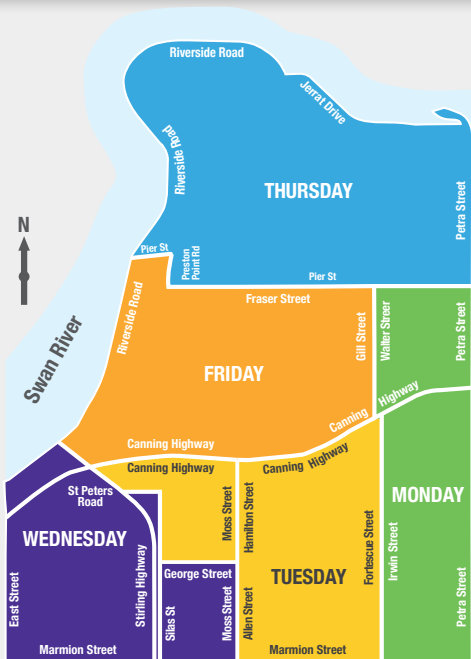 Riverside Road
Jerrat Drive
Riverside Road
THURSDAY
Petra Street
N
Pier St
Preston
Point Rd
Pier St
Fraser Street
Riverside Road
Gill Street
Walter Streer
Petra Street
Swan River
FRIDAY
Canning Highway
Canning Highway
Canning Highway
Canning Highway
St Peters
Road
Moss Street
Hamilton Street
MONDAY
WEDNESDAY
Fortescue Street
Irwin Street
East Street
Stirling Highway
George Street
TUESDAY
Silas St
Moss Street
Allen Street
Petra Street
Marmion Street
Marmion Street